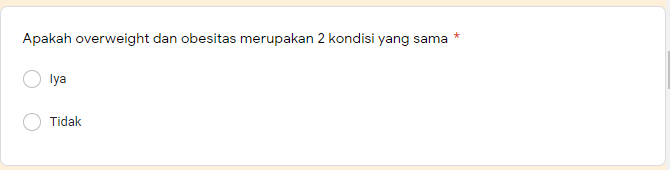 Apakah overweight dan obesitas merupakan 2 kondisi yang sama *
Iya
Tidak